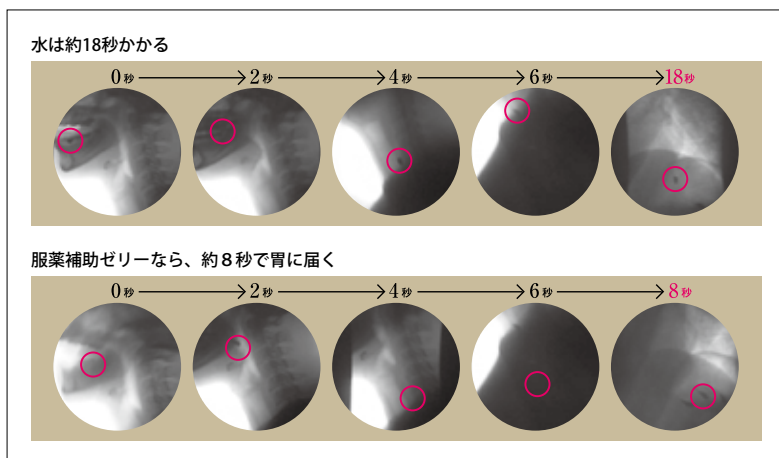 水は約18秒かかる
0秒 2秒 4秒 6秒 18秒
服薬補助ゼリーなら、約8秒で胃に届く
0秒 2秒 4秒 6秒 8秒